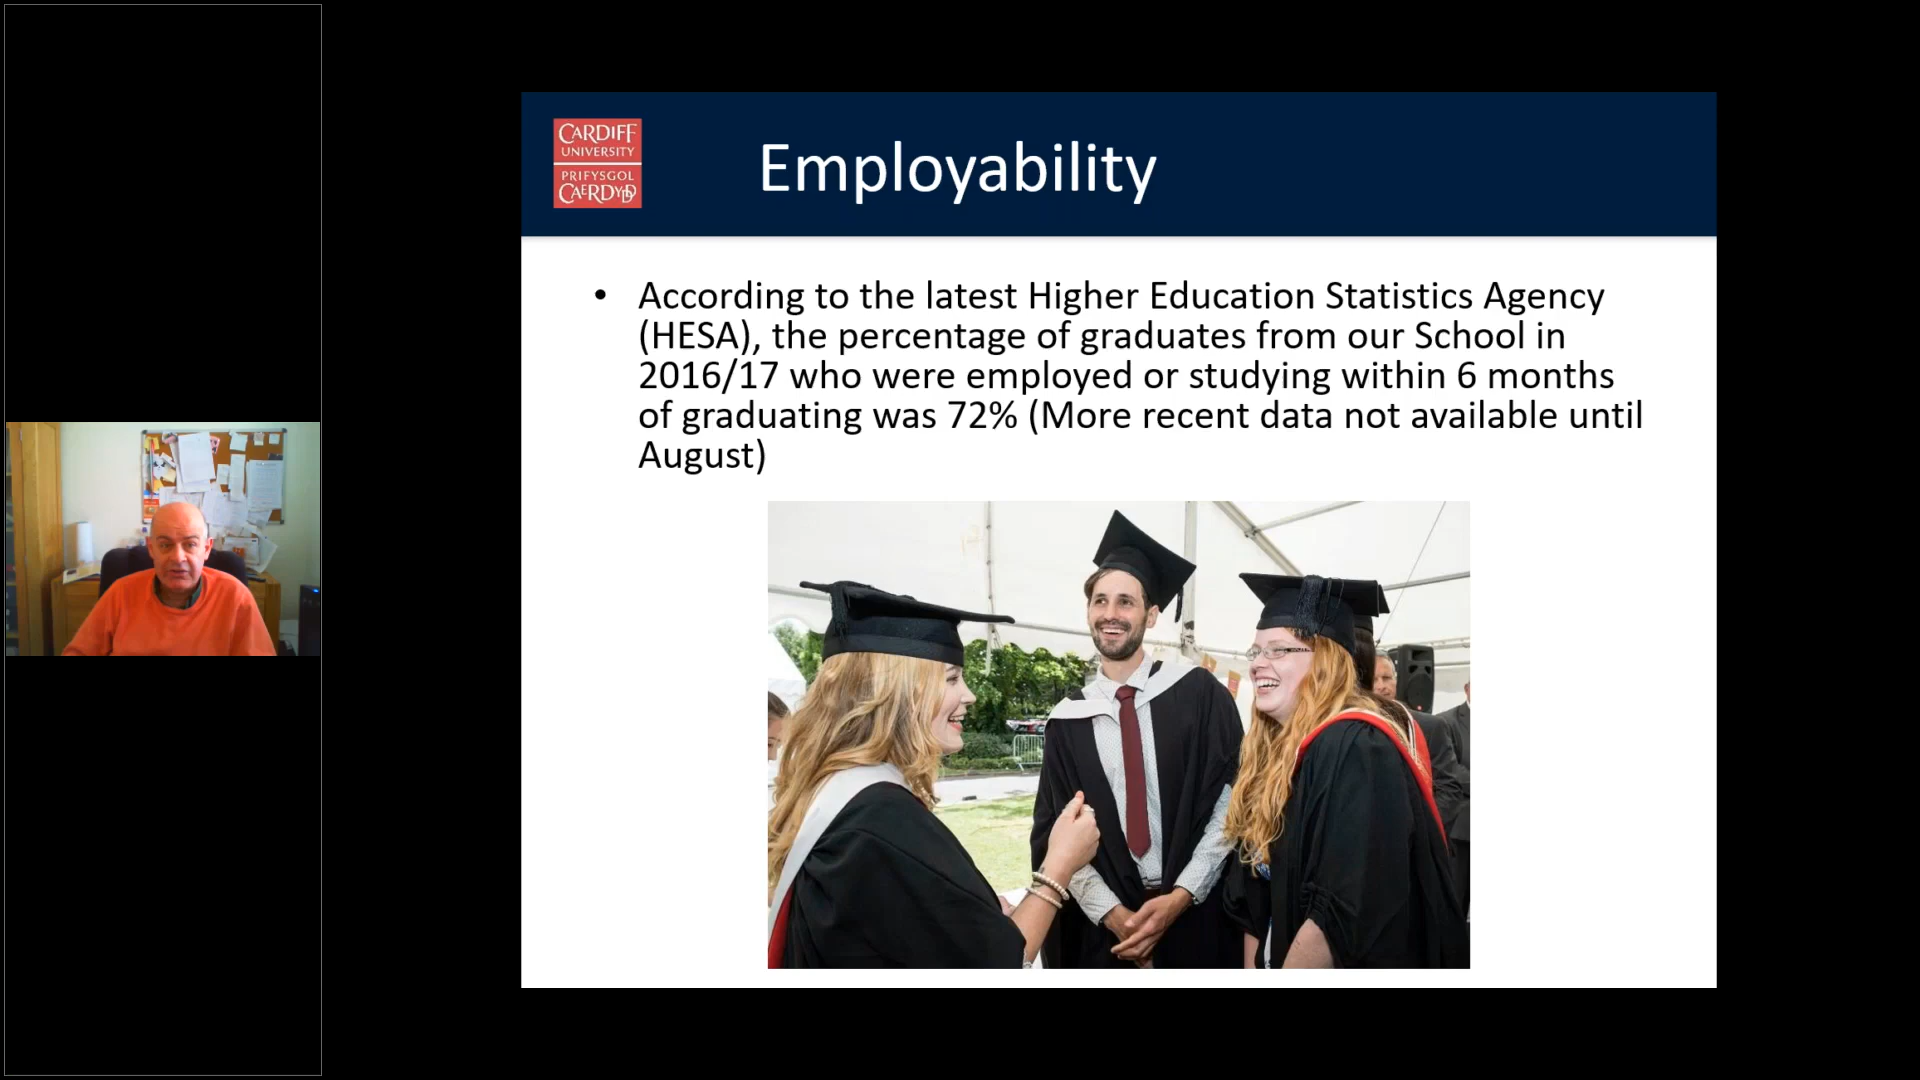 CARDIFF
UNIVERSITY
PRIFYSGOL
CAERDYDD
Employability
• According to the latest Higher Education Statistics Agency
(HESA), the percentage of graduates from our School in
2016/17 who were employed or studying within 6 months
of graduating was 72% (More recent data not available until
August)